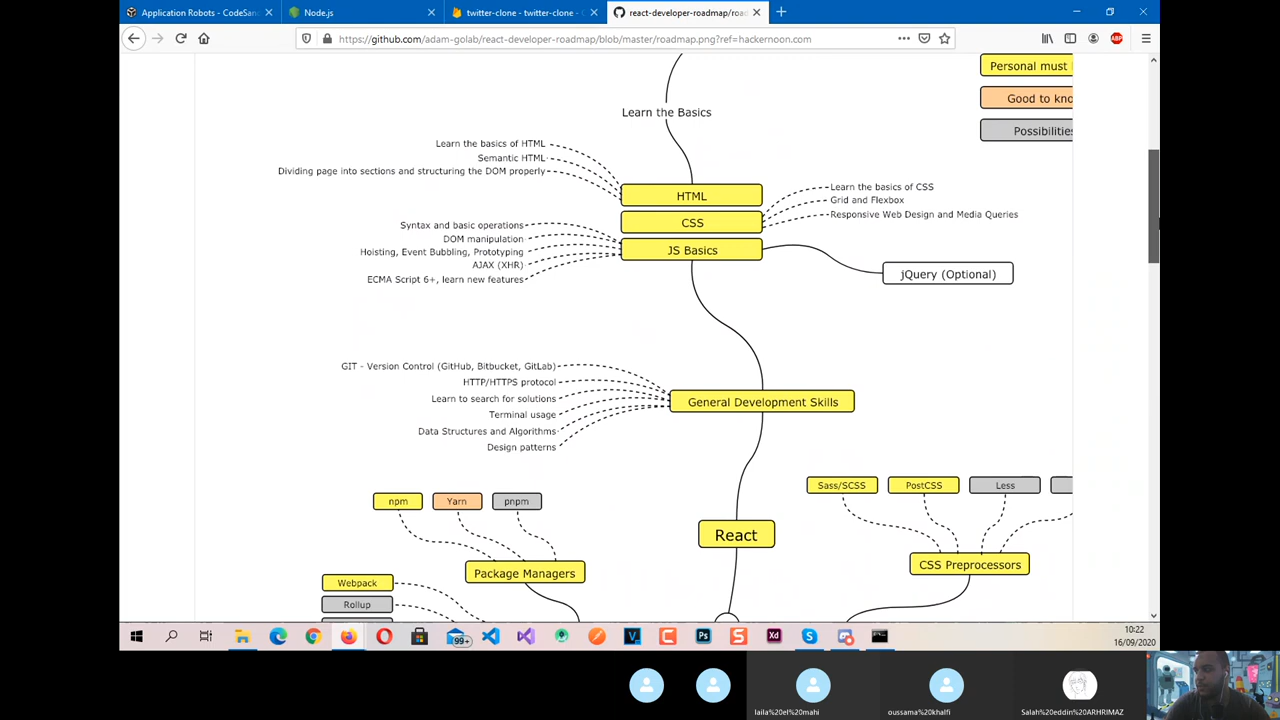 Application Robots - CodeSan
Node.js
twitter-clone - twitter-clone -
react-developer-roadmap/road
https://github.com/adam-golab/react-developer-roadmap/blob/master/roadmap.png?ref=hackernoon.com
ABP
Personal must
Learn the Basics
Good to kno
Possibilities
Learn the basics of HTML
Semantic HTML
Dividing page into sections and structuring the DOM properly
HTML
Learn the basics of CSS
Grid and Flexbox
Responsive Web Design and Media Queries
CSS
Syntax and basic operations
DOM manipulation
Hoisting, Event Bubbling, Prototyping
AJAX (XHR)
ECMA Script 6+, learn new features
JS Basics
jQuery (Optional)
GIT - Version Control (GitHub, Bitbucket, GitLab)
HTTP/HTTPS protocol
Learn to search for solutions
Terminal usage
Data Structures and Algorithms
Design patterns
General Development Skills
Sass/SCSS
PostCSS
Less
npm
Yarn
pnpm
React
CSS Preprocessors
Package Managers
Webpack
Rollup
99+
Ps
Xd
10:22
16/09/2020
laila%20el%20mahi
oussama%20khalfi
Salah%20eddin%20ARHRIMAZ